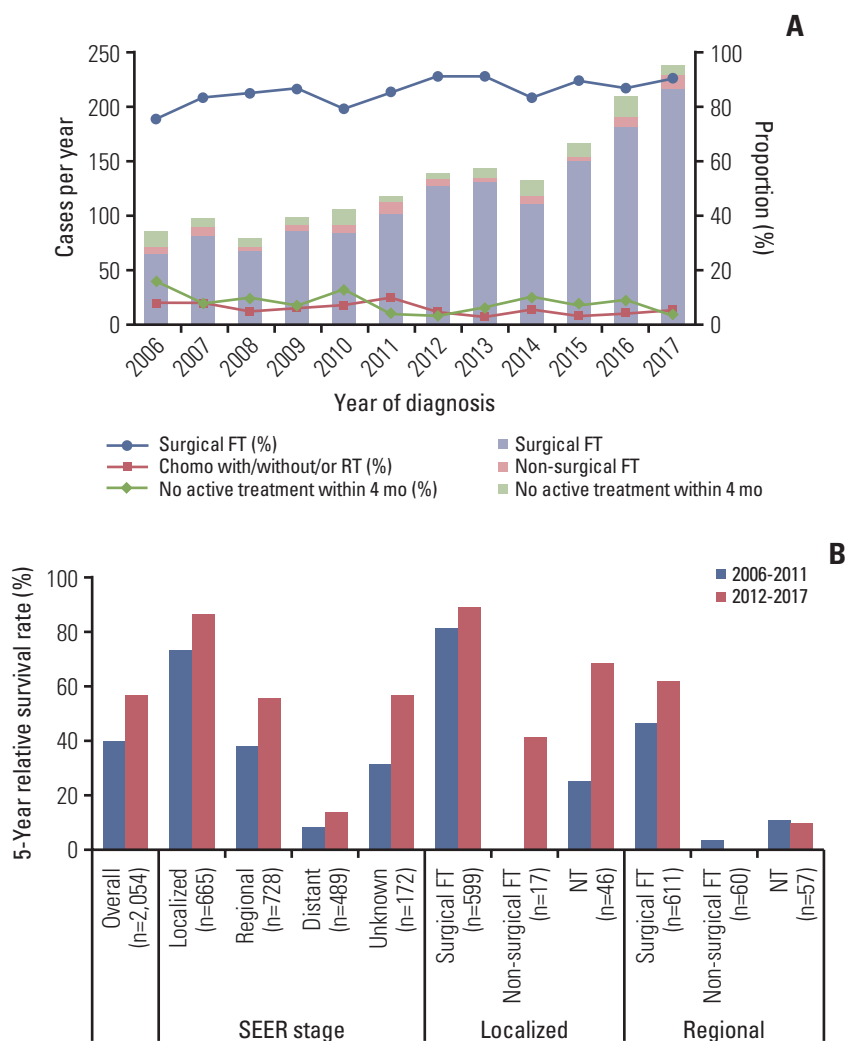 A
Cases per year
Proportion (%)
250
200
150
100
50
0
100
80
60
40
20
0
2006
2007
2008
2009
2010
2011
2012
2013
2014
2015
2016
2017
Year of diagnosis
Surgical FT (%)
Chomo with/without/or RT (%)
No active treatment within 4 mo (%)
Surgical FT
Non-surgical FT
No active treatment within 4 mo
B
5-Year relative survival rate (%)
100
80
60
40
20
0
2006-2011
2012-2017
Overall
(n=2,054)
Localized
(n=665)
Regional
(n=728)
Distant
(n=489)
Unknown
(n=172)
Surgical FT
(n=599)
Non-surgical FT
(n=17)
NT
(n=46)
Surgical FT
(n=611)
Non-surgical FT
(n=60)
NT
(n=57)
SEER stage
Localized
Regional